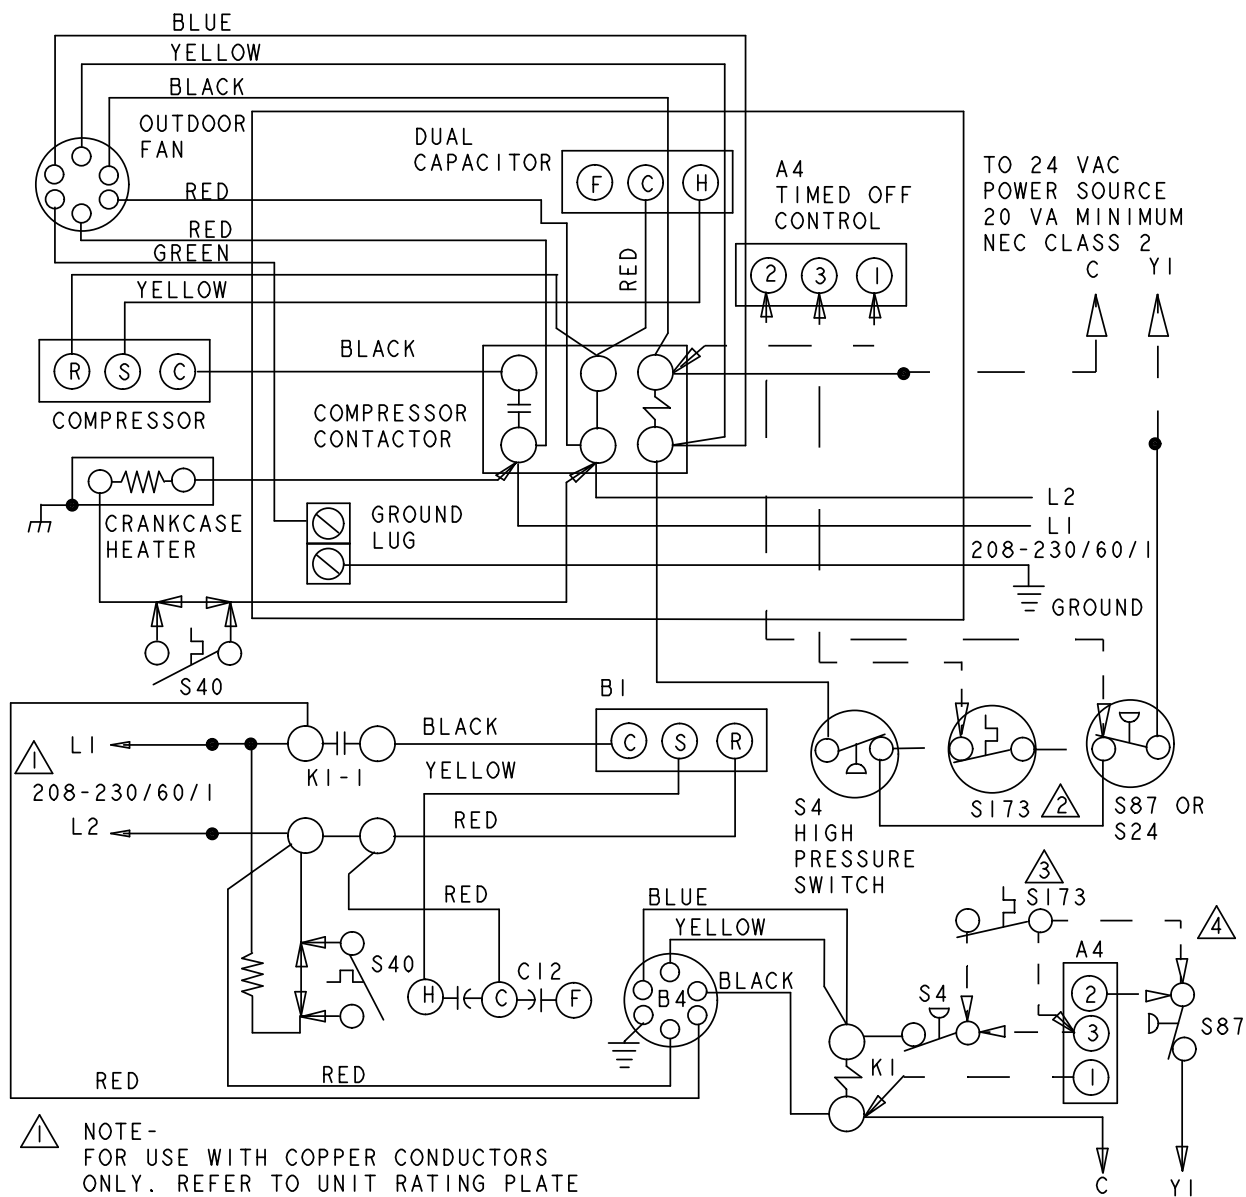 BLUE
YELLOW
BLACK
OUTDOOR
FAN
DUAL
CAPACITOR
F C H
A4
TIMED OFF
CONTROL
2 3 1
TO 24 VAC
POWER SOURCE
20 VA MINIMUM
NEC CLASS 2
C Y1
RED
RED
GREEN
YELLOW
RED
BLACK
R S C
COMPRESSOR
COMPRESSOR
CONTACTOR
CRANKCASE
HEATER
GROUND
LUG
L2
L1
208-230/60/1
GROUND
S40
B1
C S R
BLACK
YELLOW
RED
1
L1
K1-1
208-230/60/1
L2
S4
HIGH
PRESSURE
SWITCH
S173
2
S87 OR
S24
RED
S40
C12
H C F
BLUE
YELLOW
BLACK
B4
3
S173
4
A4
2
3
1
S4
S87
K1
RED
RED
C
Y1
1
NOTE-
FOR USE WITH COPPER CONDUCTORS
ONLY, REFER TO UNIT RATING PLATE